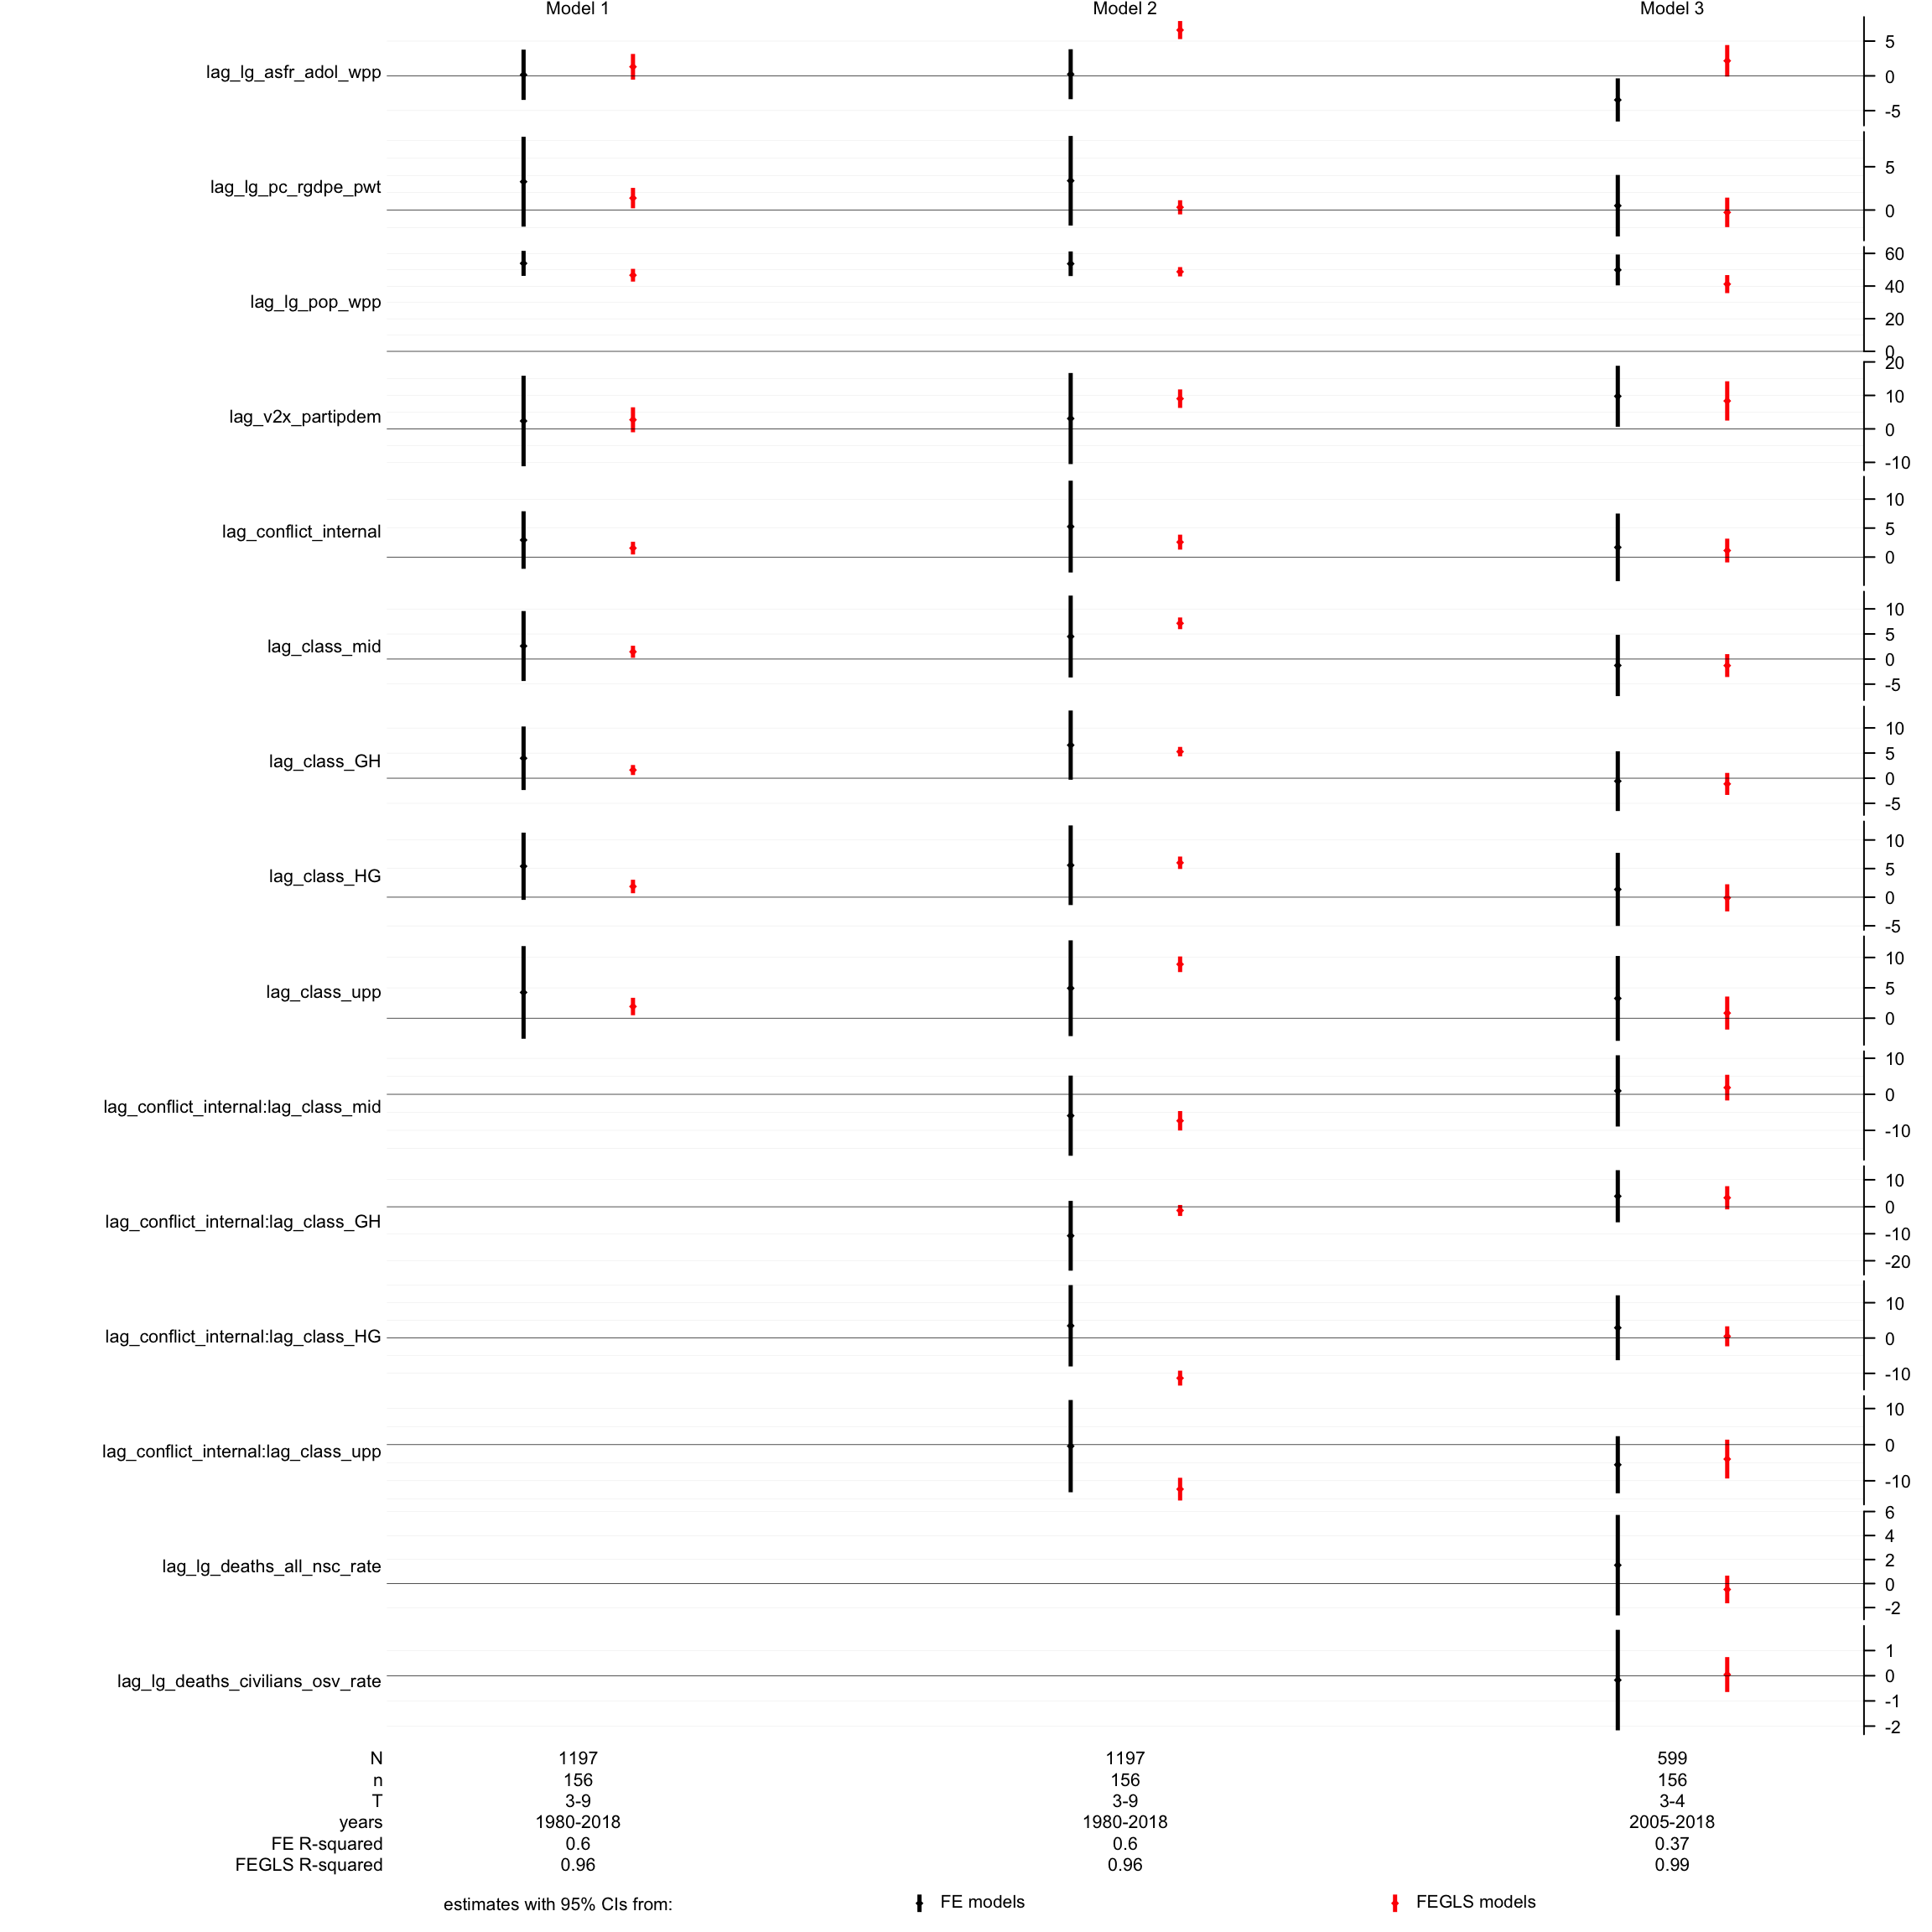 Model 1 Model 2 Model 3
lag_lg_asfr_adol_wpp 5 0 -5
lag_lg_pc_rgdpe_pwt 5 0
lag_lg_pop_wpp 60 40 20 0
lag_v2x_partipdem 20 10 0 -10
lag_conflict_internal 10 5 0
lag_class_mid 10 5 0 -5
lag_class_GH 10 5 0 -5
lag_class_HG 10 5 0 -5
lag_class_upp 10 5 0
lag_conflict_internal:lag_class_mid 10 0 -10
lag_conflict_internal:lag_class_GH 10 0 -10 -20
lag_conflict_internal:lag_class_HG 10 0 -10
lag_conflict_internal:lag_class_upp 10 0 -10
lag_lg_deaths_all_nsc_rate 6 4 2 0 -2
lag_lg_deaths_civilians_osv_rate 1 0 -1 -2
N 1197 1197 599
n 156 156 156
T 3-9 3-9 3-4
years 1980-2018 1980-2018 2005-2018
FE R-squared 0.6 0.6 0.37
FEGLS R-squared 0.96 0.96 0.99
estimates with 95% CIs from: FE models FEGLS models